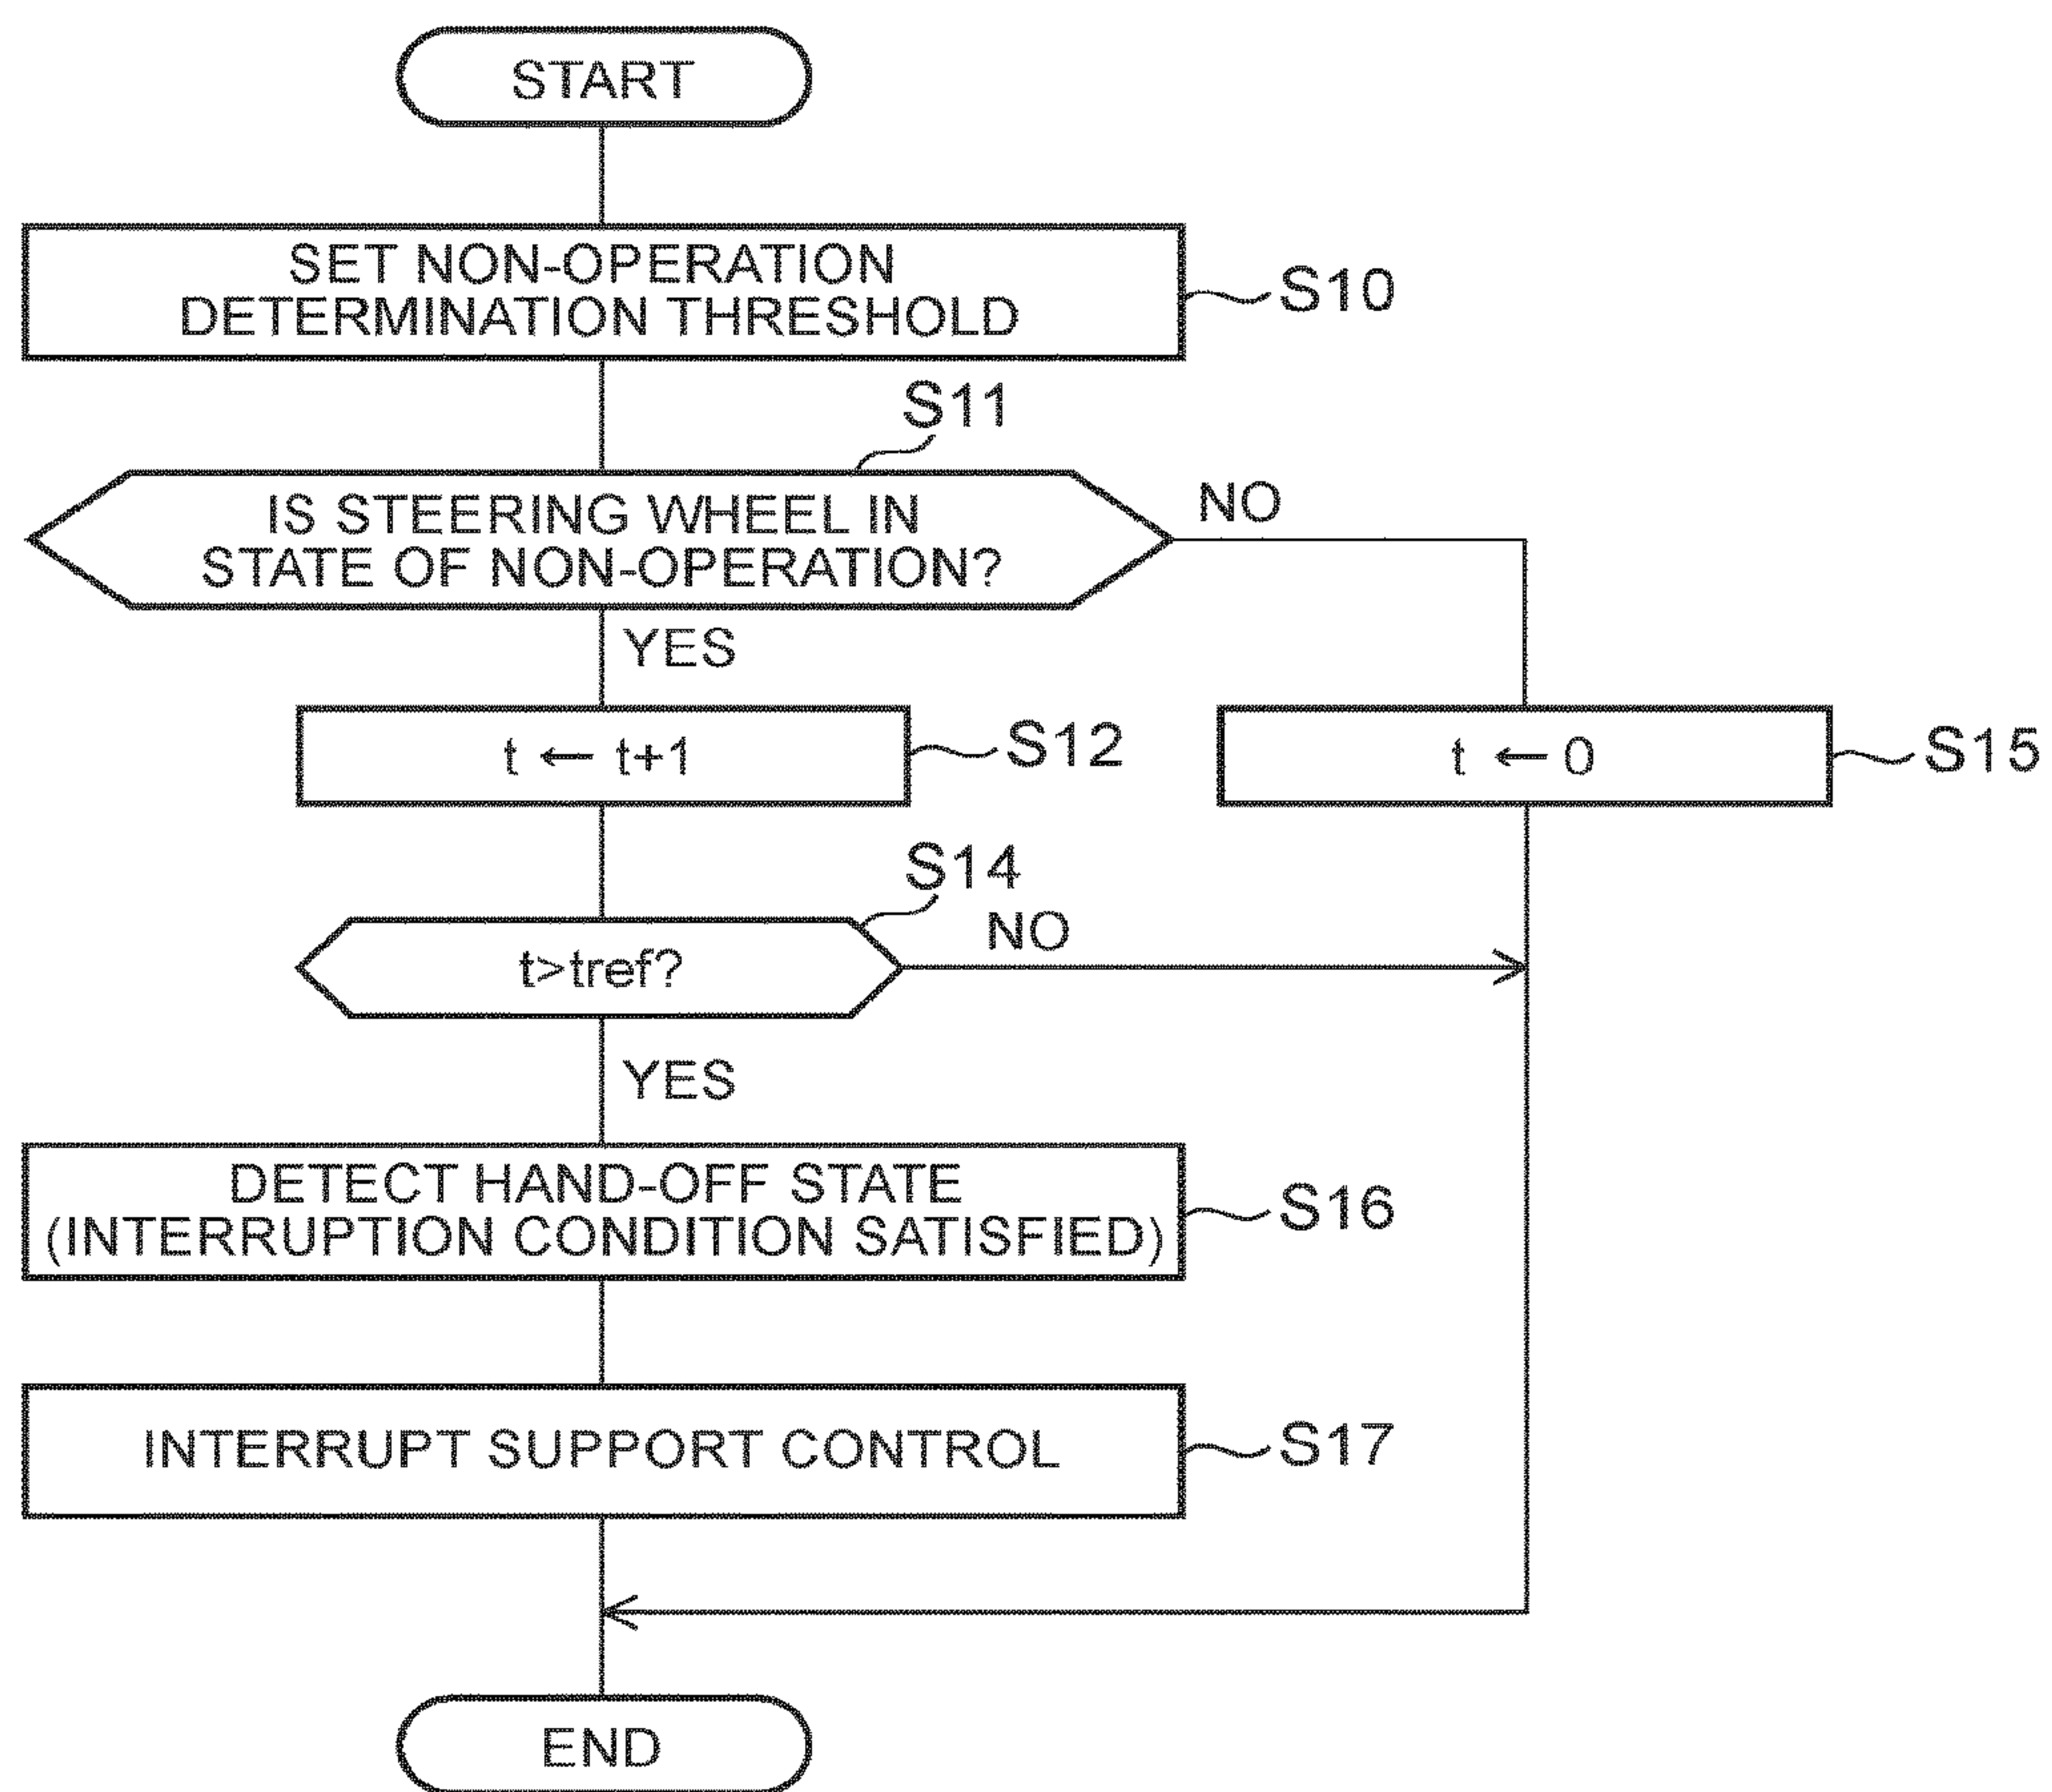 START
SET NON-OPERATION
DETERMINATION THRESHOLD
S10
S11
IS STEERING WHEEL IN
STATE OF NON-OPERATION?
NO
YES
t ← t+1
S12
t ← 0
S15
S14
t>tref?
NO
YES
DETECT HAND-OFF STATE
(INTERRUPTION CONDITION SATISFIED)
S16
INTERRUPT SUPPORT CONTROL
S17
END